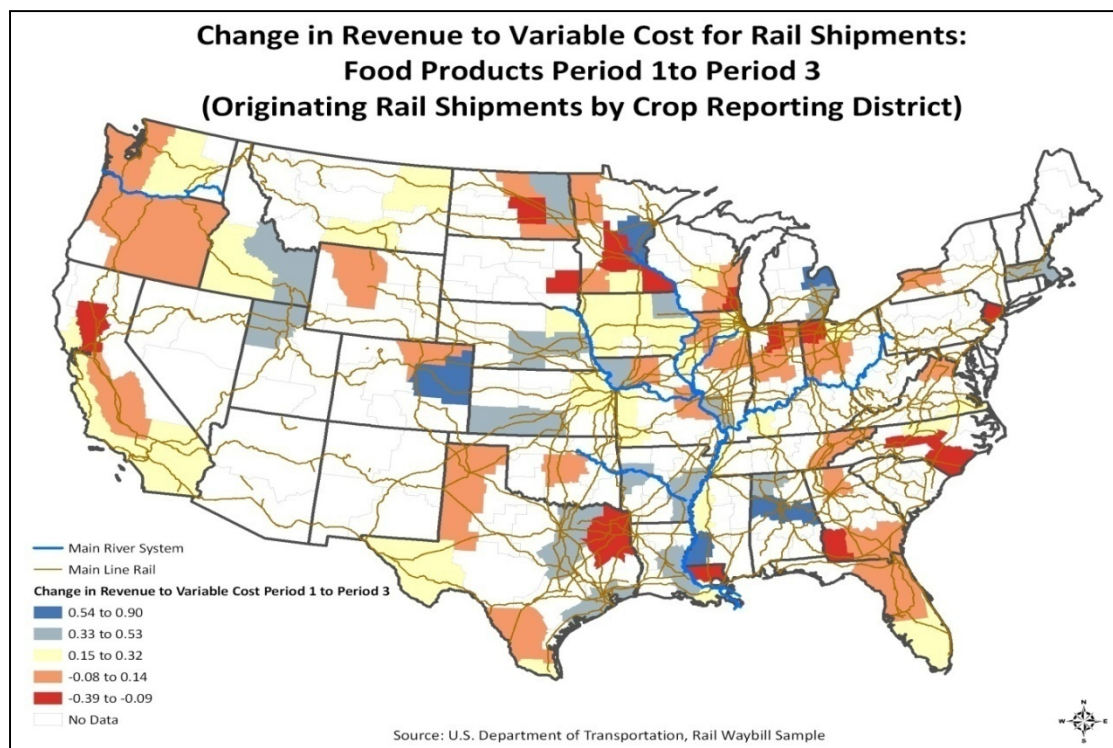 Change in Revenue to Variable Cost for Rail Shipments:
Food Products Period 1to Period 3
(Originating Rail Shipments by Crop Reporting District)
Main River System
Main Line Rail
Change in Revenue to Variable Cost Period 1 to Period 3
0.54 to 0.90
0.33 to 0.53
0.15 to 0.32
-0.08 to 0.14
-0.39 to -0.09
No Data
Source: U.S. Department of Transportation, Rail Waybill Sample
N
W E
S